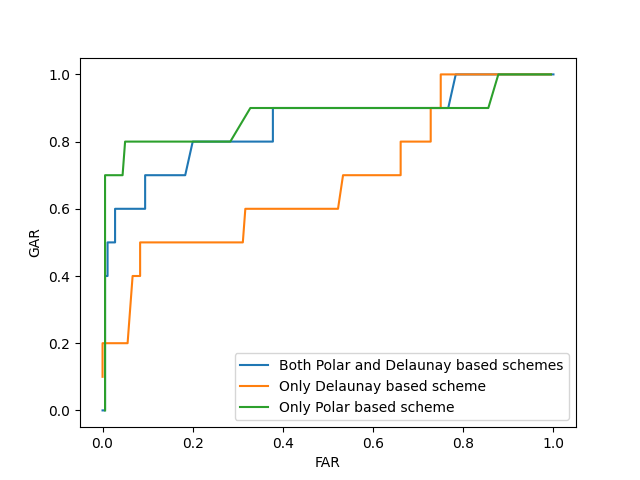 1.0
0.8
0.6
0.4
0.2
0.0
GAR
Both Polar and Delaunay based schemes
Only Delaunay based scheme
Only Polar based scheme
0.0 0.2 0.4 0.6 0.8 1.0
FAR